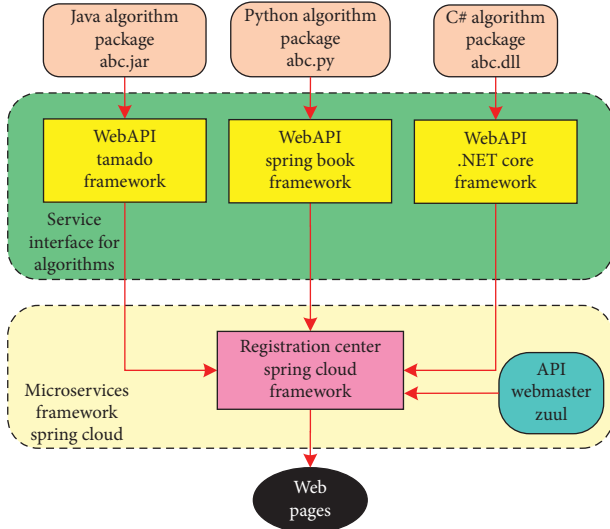 Java algorithm
package
abc.jar
Python algorithm
package
abc.py
C# algorithm
package
abc.dll
WebAPI
tamado
framework
WebAPI
spring book
framework
WebAPI
.NET core
framework
Service
interface for
algorithms
Registration center
spring cloud
framework
API
webmaster
zuul
Microservices
framework
spring cloud
Web
pages